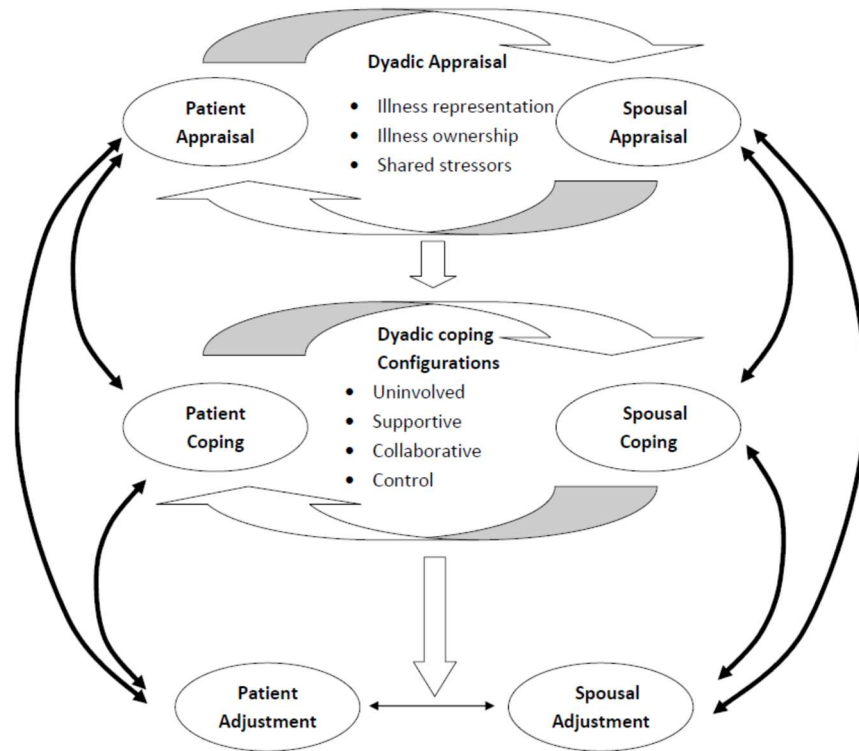 Dyadic Appraisal
Patient
Appraisal
• Illness representation
• Illness ownership
• Shared stressors
Spousal
Appraisal
Dyadic coping
Configurations
• Uninvolved
• Supportive
• Collaborative
• Control
Patient
Coping
Spousal
Coping
Patient
Adjustment
Spousal
Adjustment